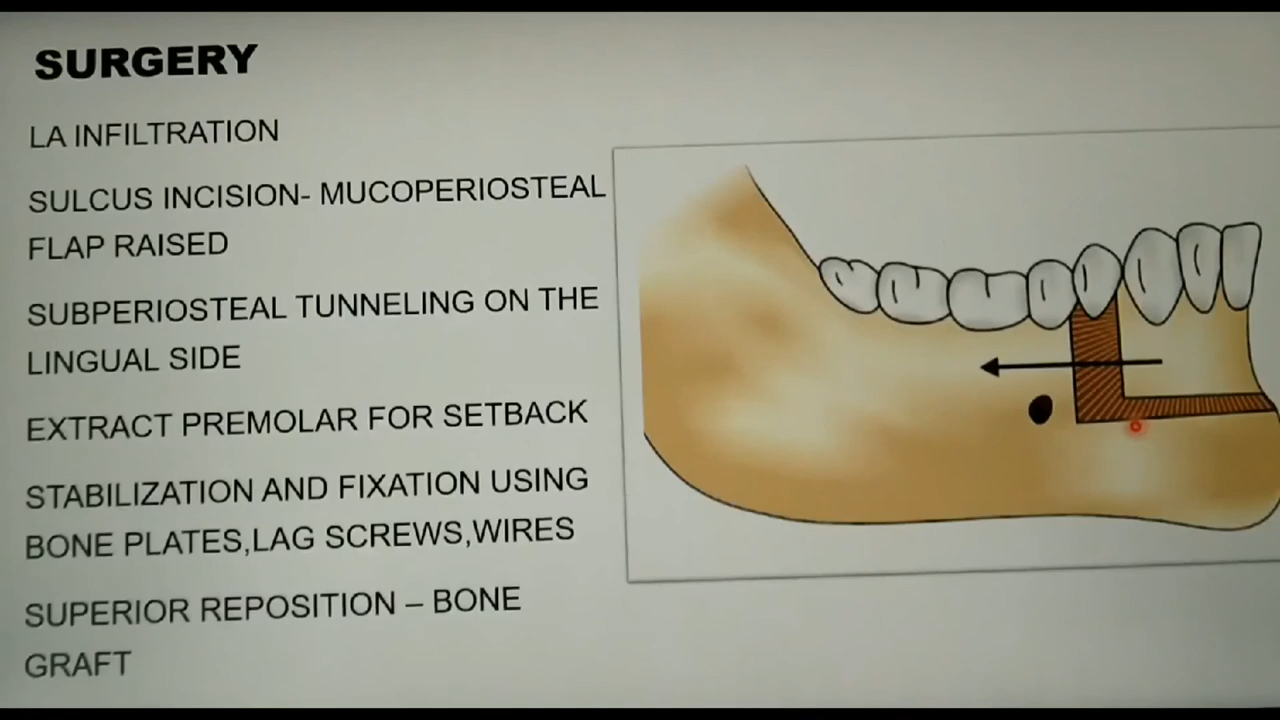 SURGERY
LA INFILTRATION
SULCUS INCISION- MUCOPERIOSTEAL
FLAP RAISED
SUBPERIOSTEAL TUNNELING ON THE
LINGUAL SIDE
EXTRACT PREMOLAR FOR SETBACK
STABILIZATION AND FIXATION USING
BONE PLATES,LAG SCREWS,WIRES
SUPERIOR REPOSITION – BONE
GRAFT